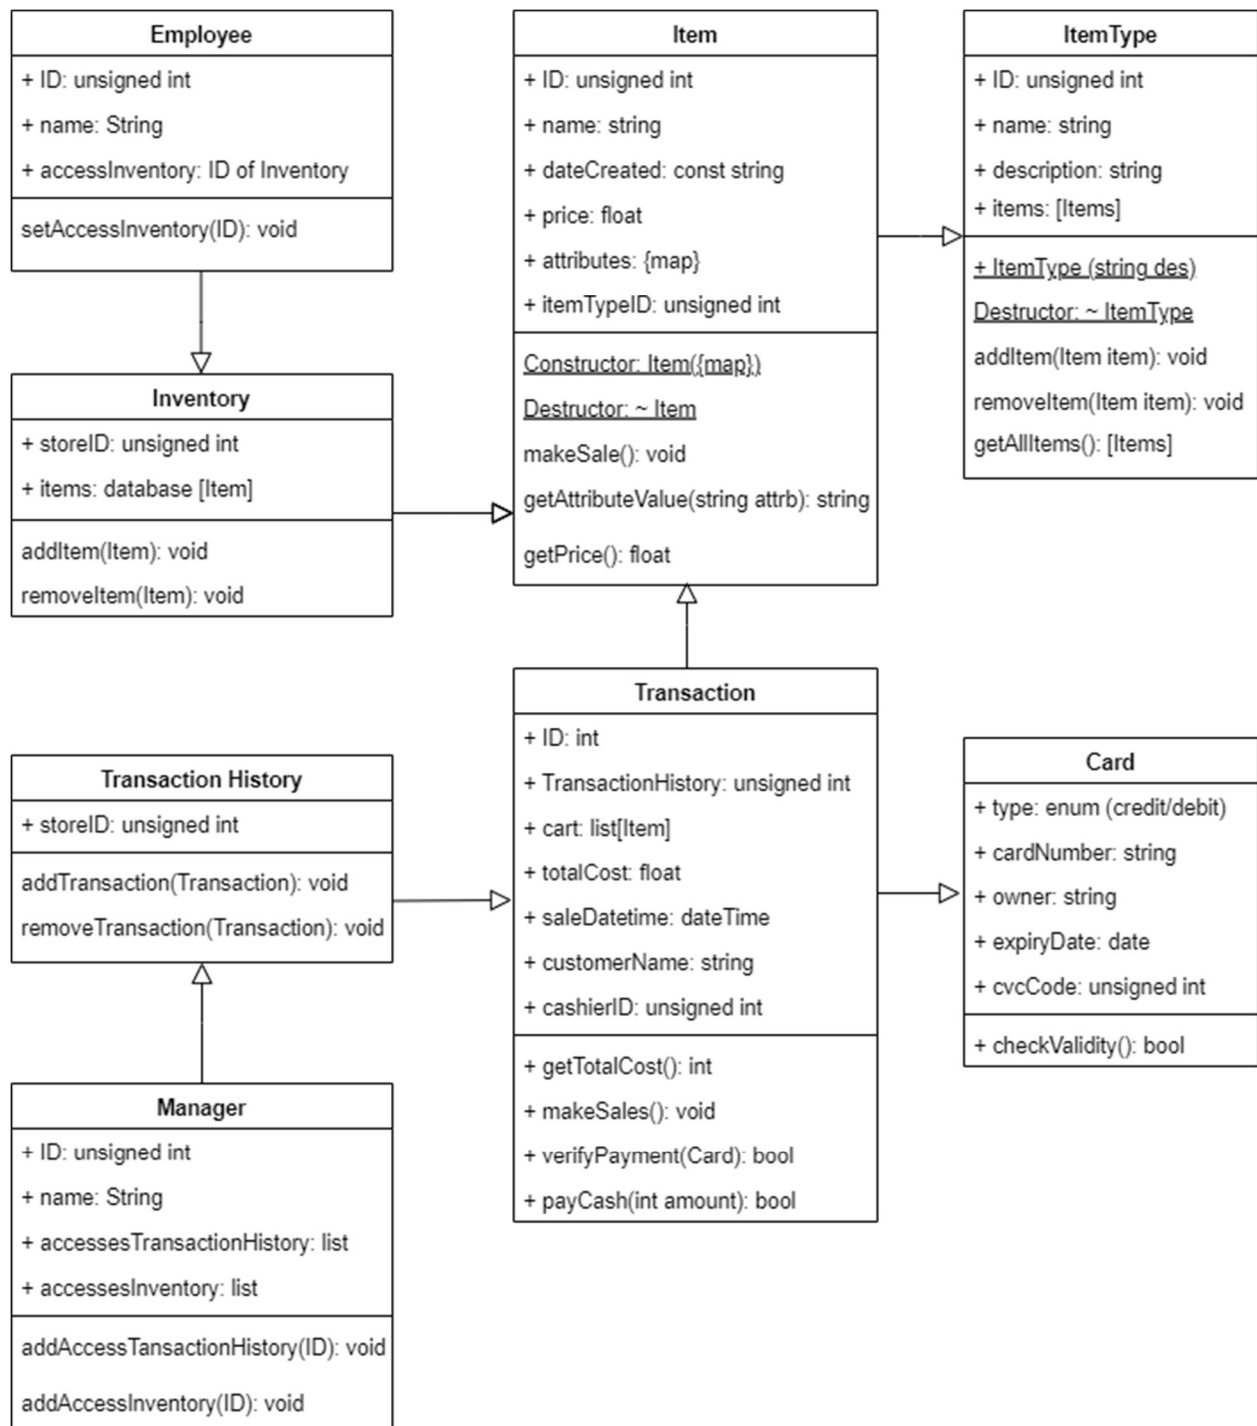 Employee
+ ID: unsigned int
+ name: String
+ accessInventory: ID of Inventory
setAccessInventory(ID): void
Inventory
+ storeID: unsigned int
+ items: database [Item]
addItem(Item): void
removeItem(Item): void
Item
+ ID: unsigned int
+ name: string
+ dateCreated: const string
+ price: float
+ attributes: {map}
+ itemTypeID: unsigned int
Constructor: Item({map})
Destructor: ~ Item
makeSale(): void
getAttributeValue(string attrb): string
getPrice(): float
ItemType
+ ID: unsigned int
+ name: string
+ description: string
+ items: [Items]
+ ItemType (string des)
Destructor: ~ ItemType
addItem(Item item): void
removeItem(Item item): void
getAllItems(): [Items]
Transaction History
+ storeID: unsigned int
addTransaction(Transaction): void
removeTransaction(Transaction): void
Manager
+ ID: unsigned int
+ name: String
+ accessesTransactionHistory: list
+ accessesInventory: list
addAccessTansactionHistory(ID): void
addAccessInventory(ID): void
Transaction
+ ID: int
+ TransactionHistory: unsigned int
+ cart: list[Item]
+ totalCost: float
+ saleDatetime: dateTime
+ customerName: string
+ cashierID: unsigned int
+ getTotalCost(): int
+ makeSales(): void
+ verifyPayment(Card): bool
+ payCash(int amount): bool
Card
+ type: enum (credit/debit)
+ cardNumber: string
+ owner: string
+ expiryDate: date
+ cvcCode: unsigned int
+ checkValidity(): bool